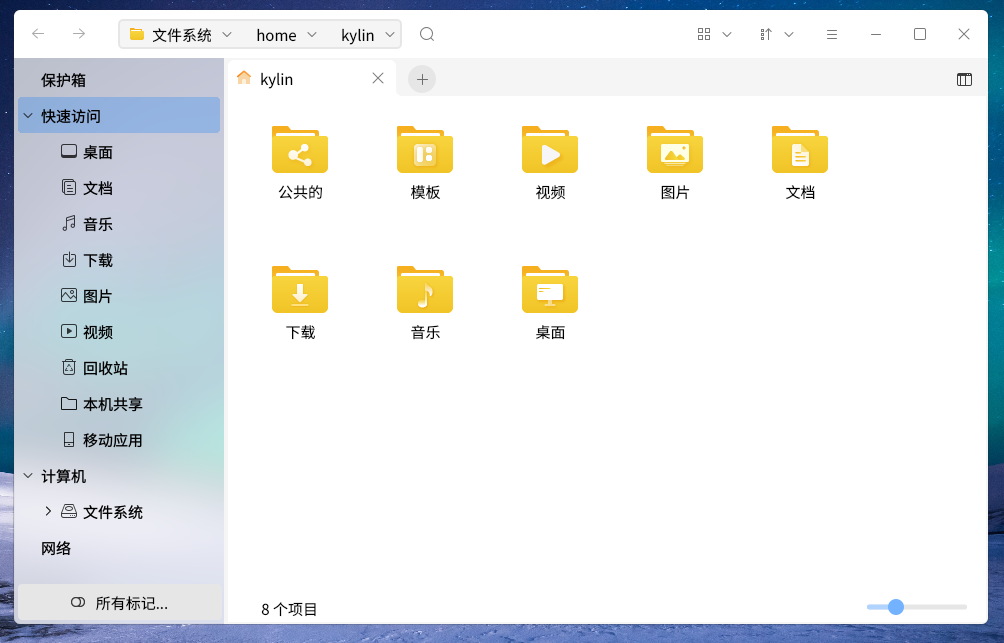 文件系统 home kylin
保护箱
快速访问
桌面
文档
音乐
下载
图片
视频
回收站
本机共享
移动应用
计算机
文件系统
网络
所有标记...
kylin
公共的 模板 视频 图片 文档
下载 音乐 桌面
8 个项目